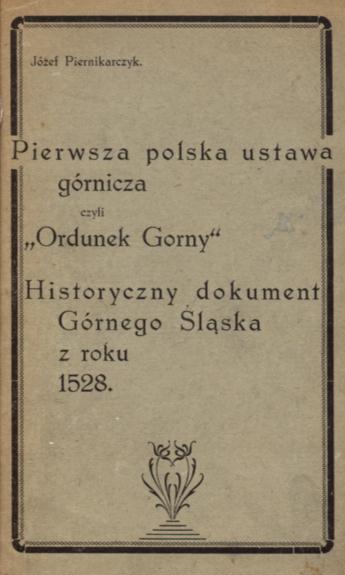 Józef Piernikarczyk.
Pierwsza polska ustawa
górnicza
czyli
„Ordunek Gorny“
Historyczny dokument
Górnego Śląska
z roku
1528.